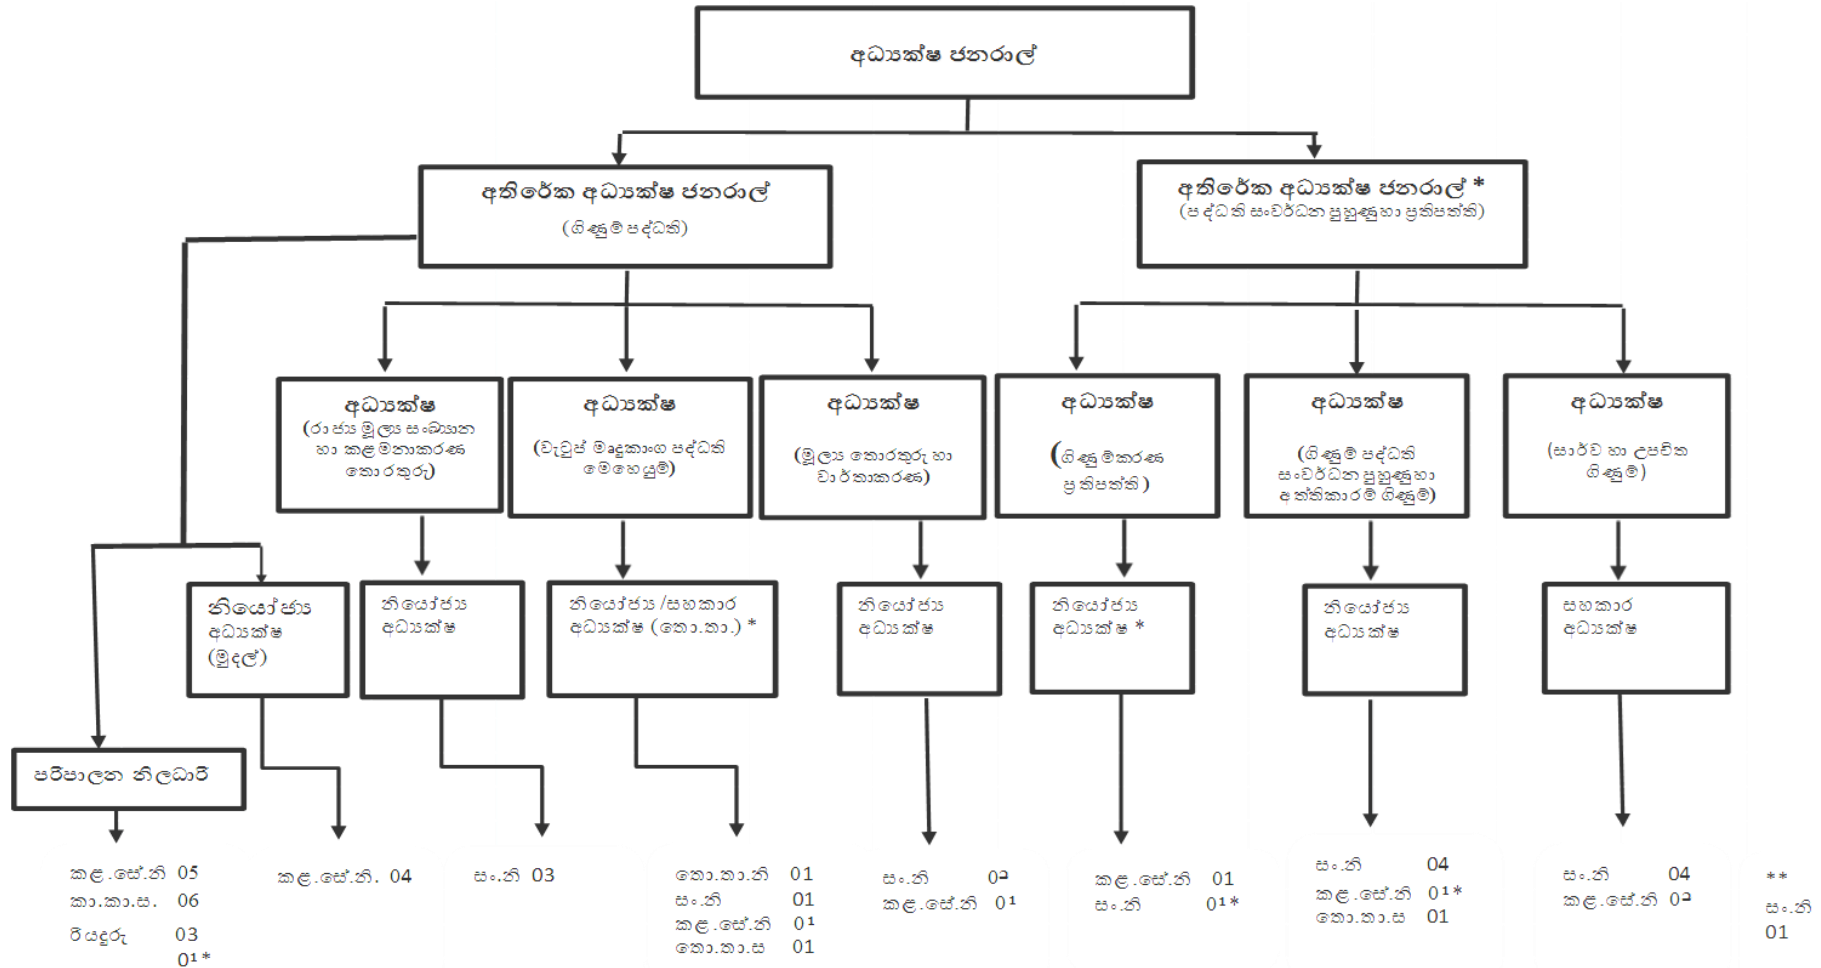 අධ්‍යක්ෂ ජනරාල්
අතිරේක අධ්‍යක්ෂ ජනරාල්
(ගිණුම් පද්ධති)
අතිරේක අධ්‍යක්ෂ ජනරාල් *
(පද්ධති සංවර්ධන පුහුණු හා ප්‍රතිපත්ති)
අධ්‍යක්ෂ
(රාජ්‍ය මූල්‍ය සංඛ්‍යාන
හා කළමනාකරණ
තොරතුරු)
අධ්‍යක්ෂ
(වැටුප් මෘදුකාංග පද්ධති
මෙහෙයුම්)
අධ්‍යක්ෂ
(මූල්‍ය තොරතුරු හා
වාර්තාකරණ)
අධ්‍යක්ෂ
(ගිණුම්කරණ
ප්‍රතිපත්ති)
අධ්‍යක්ෂ
(ගිණුම් පද්ධති
සංවර්ධන පුහුණු හා
අත්තිකාරම් ගිණුම්)
අධ්‍යක්ෂ
(සාර්ව හා උපචිත
ගිණුම්)
නියෝජ්‍ය
අධ්‍යක්ෂ
(මුදල්)
නියෝජ්‍ය
අධ්‍යක්ෂ
නියෝජ්‍ය /සහකාර
අධ්‍යක්ෂ (තො.තා.) *
නියෝජ්‍ය
අධ්‍යක්ෂ
නියෝජ්‍ය
අධ්‍යක්ෂ *
නියෝජ්‍ය
අධ්‍යක්ෂ
සහකාර
අධ්‍යක්ෂ
පරිපාලන නිලධාරී
කළ.සේ.නි 05
කා.කා.ස. 06
රියදුරු 03
01*
කළ.සේ.නි. 04
සං.නි 03
තො.තා.නි 01
සං.නි 01
කළ.සේ.නි 01
තො.තා.ස 01
සං.නි
කළ.සේ.නි 01
කළ.සේ.නි 01
සං.නි 01*
සං.නි 04
කළ.සේ.නි 01*
තො.තා.ස 01
සං.නි 04
කළ.සේ.නි
**
සං.නි
01